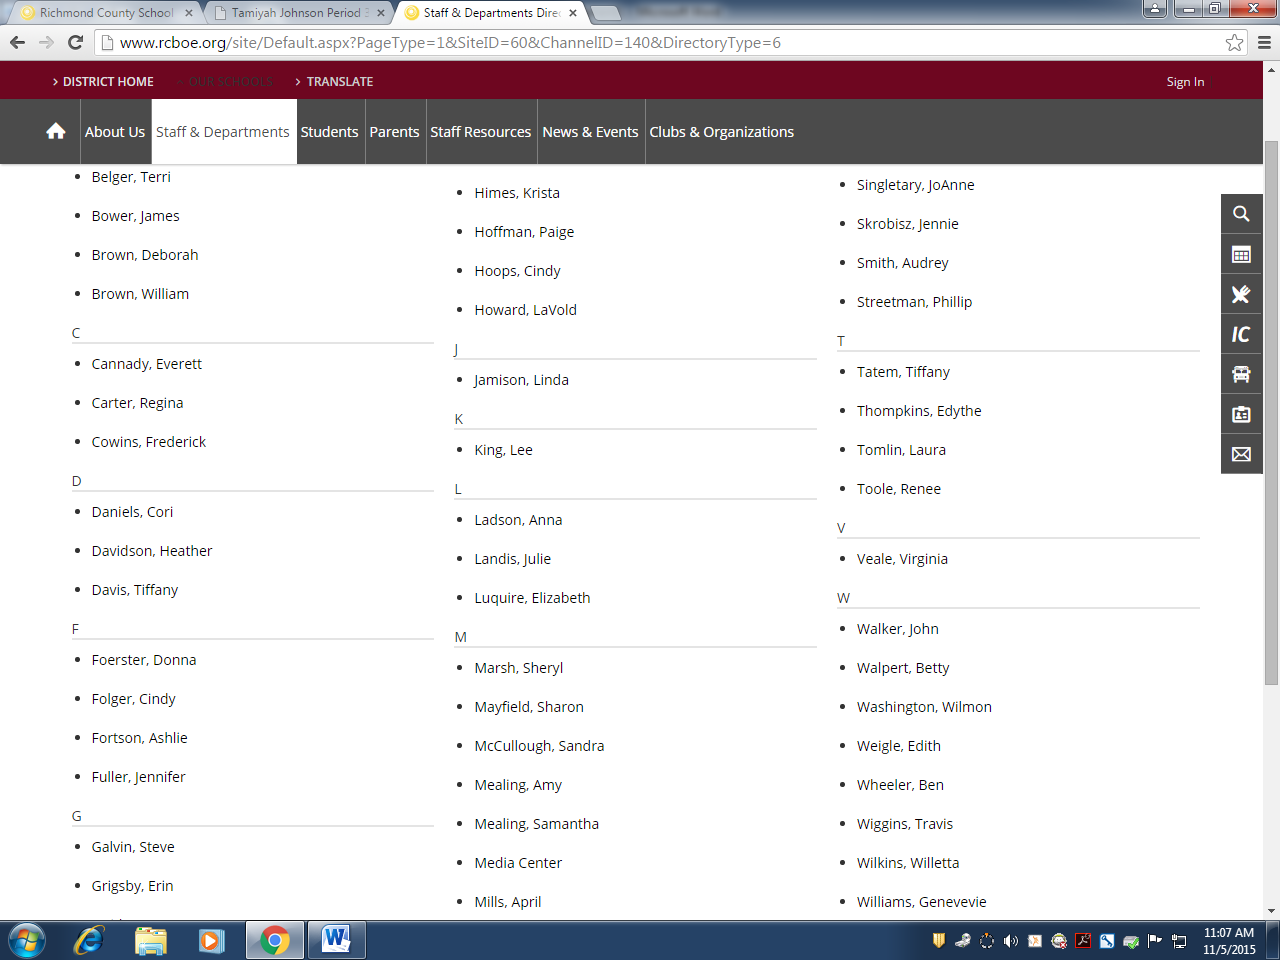 Richmond County School
Tamiyah Johnson Period 3
Staff & Departments Direc
www.rcboe.org/site/Default.aspx?PageType=1&SiteID=60&ChannelID=140&DirectoryType=6
> DISTRICT HOME > OUR SCHOOLS > TRANSLATE Sign In
About Us Staff & Departments Students Parents Staff Resources News & Events Clubs & Organizations
Belger, Terri
Bower, James
Brown, Deborah
Brown, William
C
Cannady, Everett
Carter, Regina
Cowins, Frederick
D
Daniels, Cori
Davidson, Heather
Davis, Tiffany
F
Foerster, Donna
Folger, Cindy
Fortson, Ashlie
Fuller, Jennifer
G
Galvin, Steve
Grigsby, Erin
Himes, Krista
Hoffman, Paige
Hoops, Cindy
Howard, LaVold
J
Jamison, Linda
K
King, Lee
L
Ladson, Anna
Landis, Julie
Luquire, Elizabeth
M
Marsh, Sheryl
Mayfield, Sharon
McCullough, Sandra
Mealing, Amy
Mealing, Samantha
Media Center
Mills, April
Singletary, JoAnne
Skrobisz, Jennie
Smith, Audrey
Streetman, Phillip
T
Tatem, Tiffany
Thompkins, Edythe
Tomlin, Laura
Toole, Renee
V
Veale, Virginia
W
Walker, John
Walpert, Betty
Washington, Wilmon
Weigle, Edith
Wheeler, Ben
Wiggins, Travis
Wilkins, Willetta
Williams, Genevevie
IC
11:07 AM
11/5/2015